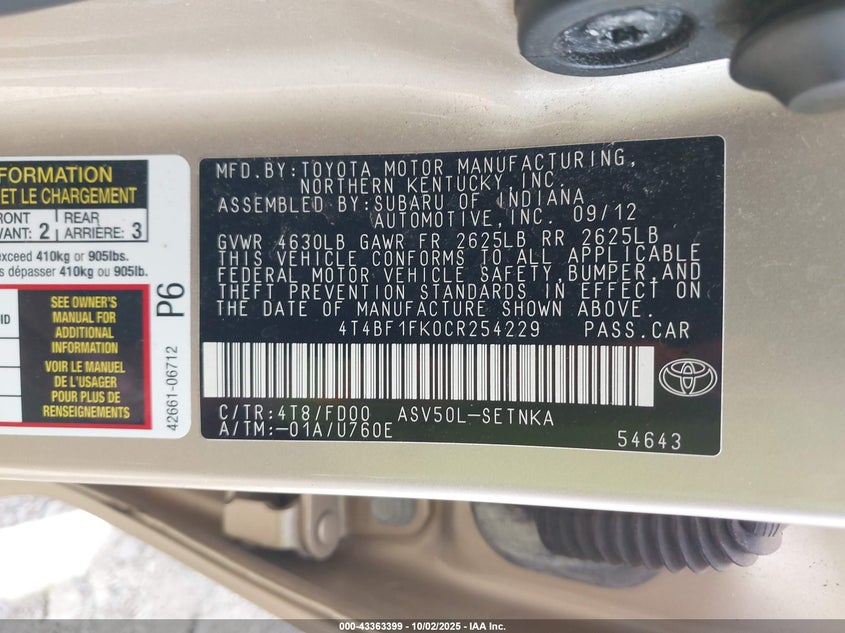 FORMATION
ET LE CHARGEMENT
FRONT
VANT: 2
REAR
ARRIÈRE: 3
exceed 410kg or 905lbs.
s dépasser 410kg ou 905lb.
SEE OWNER'S
MANUAL FOR
ADDITIONAL
INFORMATION
VOIR LE MANUEL
DE L'USAGER
POUR PLUS DE
RENSEIGNEMENTS
P6
42661-06712
MFD.BY:TOYOTA MOTOR MANUFACTURING,
NORTHERN KENTUCKY,INC.
ASSEMBLED BY:SUBARU OF INDIANA
AUTOMOTIVE,INC. 09/12
GVWR 4630LB GAWR FR 2625LB RR 2625LB
THIS VEHICLE CONFORMS TO ALL APPLICABLE
FEDERAL MOTOR VEHICLE SAFETY,BUMPER,AND
THEFT PREVENTION STANDARDS IN EFFECT ON
THE DATE OF MANUFACTURE SHOWN ABOVE.
4T4BF1FK0CR254229 PASS.CAR
C/TR:4T8/FD00 ASV50L-SETNKA
A/TM:-01A/U760E
54643
000-43363399 - 10/02/2025 - IAA Inc.